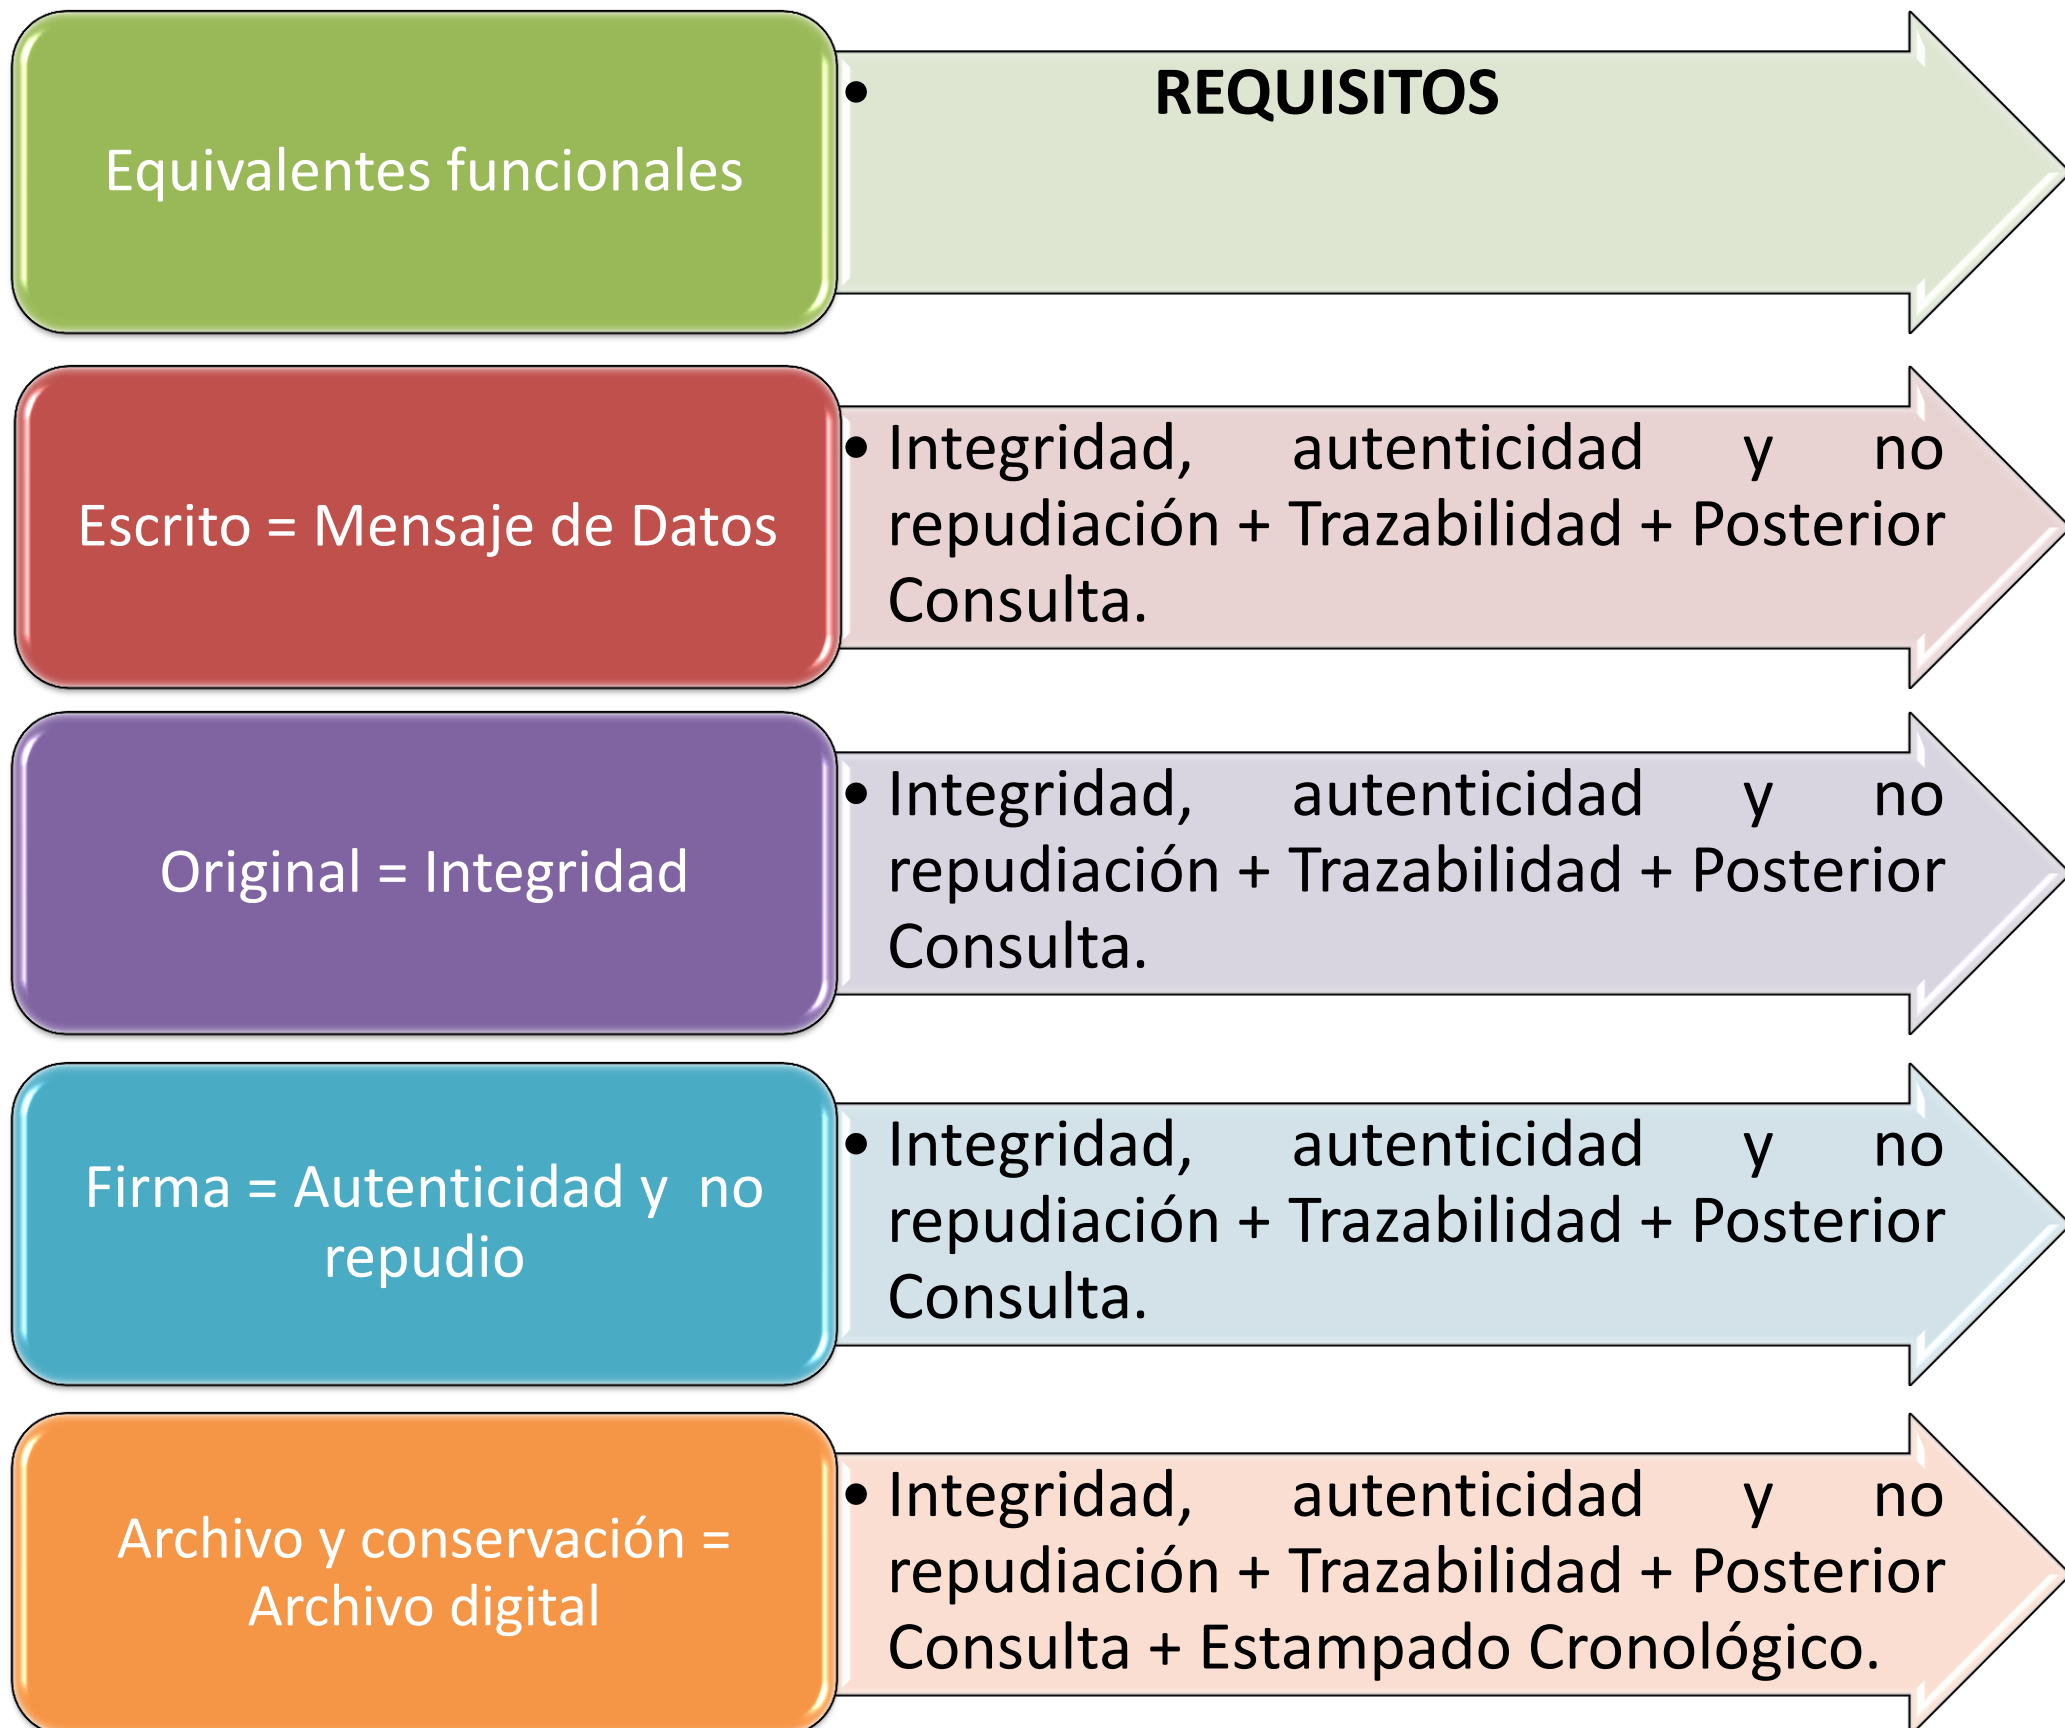 Equivalentes funcionales
• REQUISITOS
Escrito = Mensaje de Datos
• Integridad, autenticidad y no
repudiación + Trazabilidad + Posterior
Consulta.
Original = Integridad
• Integridad, autenticidad y no
repudiación + Trazabilidad + Posterior
Consulta.
Firma = Autenticidad y no
repudio
• Integridad, autenticidad y no
repudiación + Trazabilidad + Posterior
Consulta.
Archivo y conservación =
Archivo digital
• Integridad, autenticidad y no
repudiación + Trazabilidad + Posterior
Consulta + Estampado Cronológico.